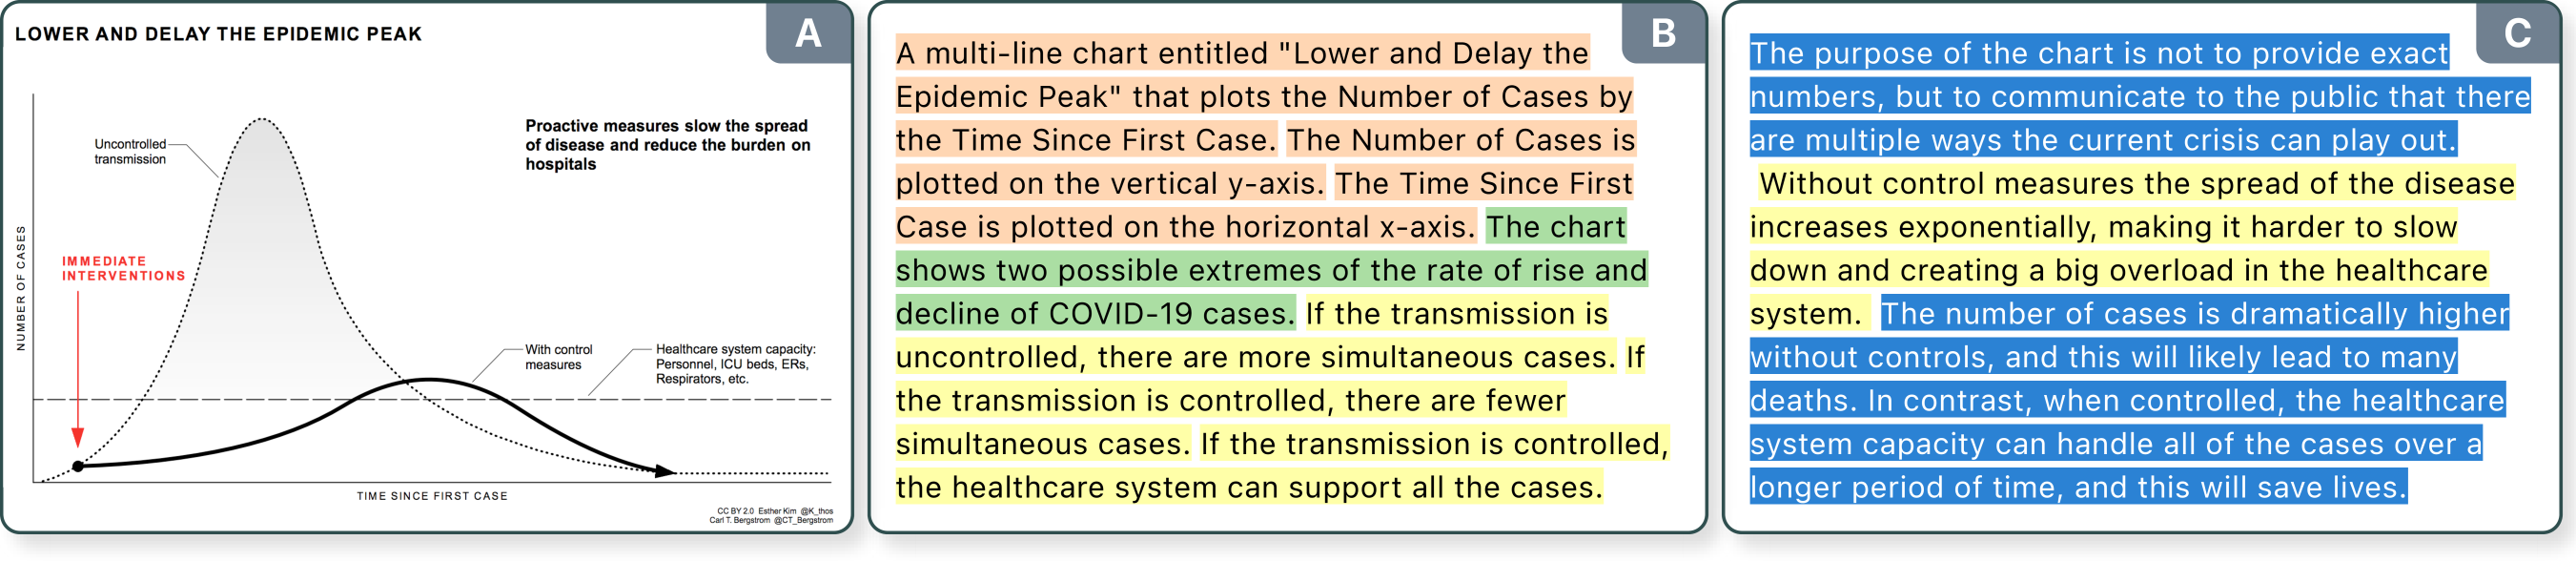 LOWER AND DELAY THE EPIDEMIC PEAK
A
Uncontrolled
transmission
Proactive measures slow the spread
of disease and reduce the burden on
hospitals
IMMEDIATE
INTERVENTIONS
NUMBER OF CASES
With control
measures
Healthcare system capacity:
Personnel, ICU beds, ERs,
Respirators, etc.
TIME SINCE FIRST CASE
CC BY 2.0 Esther Kim @K_thos
Carl T. Bergstrom @CT_Bergstrom
B
A multi-line chart entitled "Lower and Delay the
Epidemic Peak" that plots the Number of Cases by
the Time Since First Case. The Number of Cases is
plotted on the vertical y-axis. The Time Since First
Case is plotted on the horizontal x-axis. The chart
shows two possible extremes of the rate of rise and
decline of COVID-19 cases. If the transmission is
uncontrolled, there are more simultaneous cases. If
the transmission is controlled, there are fewer
simultaneous cases. If the transmission is controlled,
the healthcare system can support all the cases.
C
The purpose of the chart is not to provide exact
numbers, but to communicate to the public that there
are multiple ways the current crisis can play out.
Without control measures the spread of the disease
increases exponentially, making it harder to slow
down and creating a big overload in the healthcare
system. The number of cases is dramatically higher
without controls, and this will likely lead to many
deaths. In contrast, when controlled, the healthcare
system capacity can handle all of the cases over a
longer period of time, and this will save lives.